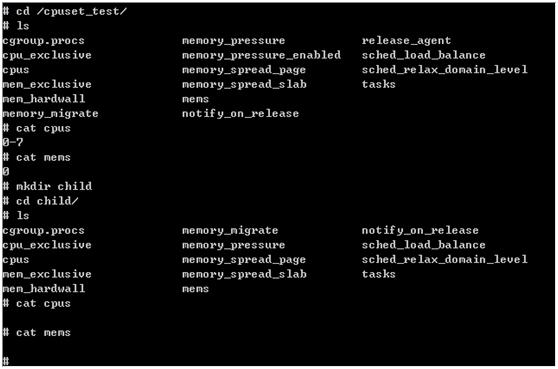 # cd /cpuset_test/
# ls
cgroup.procs memory_pressure release_agent
cpu_exclusive memory_pressure_enabled sched_load_balance
cpus memory_spread_page sched_relax_domain_level
mem_exclusive memory_spread_slab tasks
mem_hardwall mems
memory_migrate notify_on_release
# cat cpus
0-7
# cat mems
0
# mkdir child
# cd child/
# ls
cgroup.procs memory_migrate notify_on_release
cpu_exclusive memory_pressure sched_load_balance
cpus memory_spread_page sched_relax_domain_level
mem_exclusive memory_spread_slab tasks
mem_hardwall mems
# cat cpus
# cat mems
#